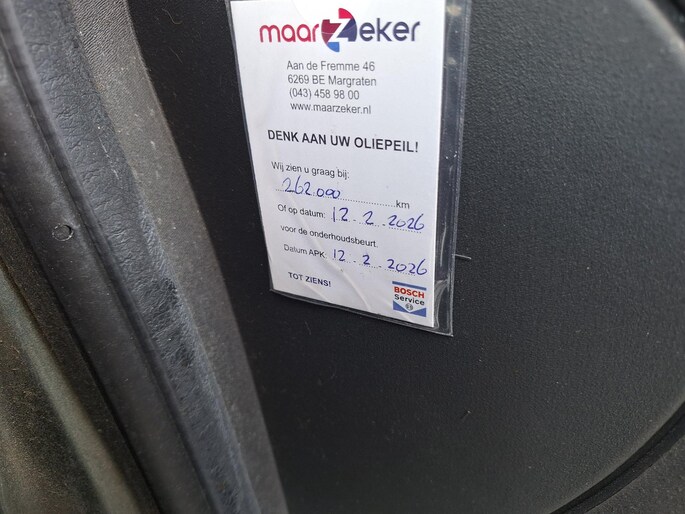 maarZeker
Aan de Fremme 46
6269 BE Margraten
(043) 458 98 00
www.maarzeker.nl
DENK AAN UW OLIEPEIL!
Wij zien u graag bij:
262.000 km
Of op datum: 12.2.2026
voor de onderhoudsbeurt.
Datum APK: 12.2.2026
TOT ZIENS!
BOSCH
Service